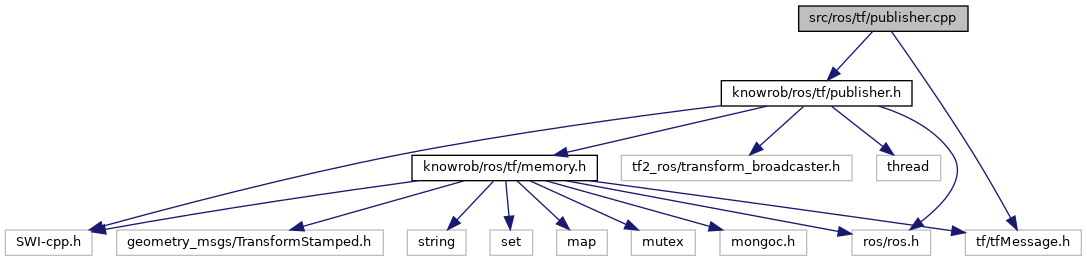 src/ros/tf/publisher.cpp
knowrob/ros/tf/publisher.h
knowrob/ros/tf/memory.h
tf2_ros/transform_broadcaster.h
thread
SWI-cpp.h
geometry_msgs/TransformStamped.h
string
set
map
mutex
mongoc.h
ros/ros.h
tf/tfMessage.h